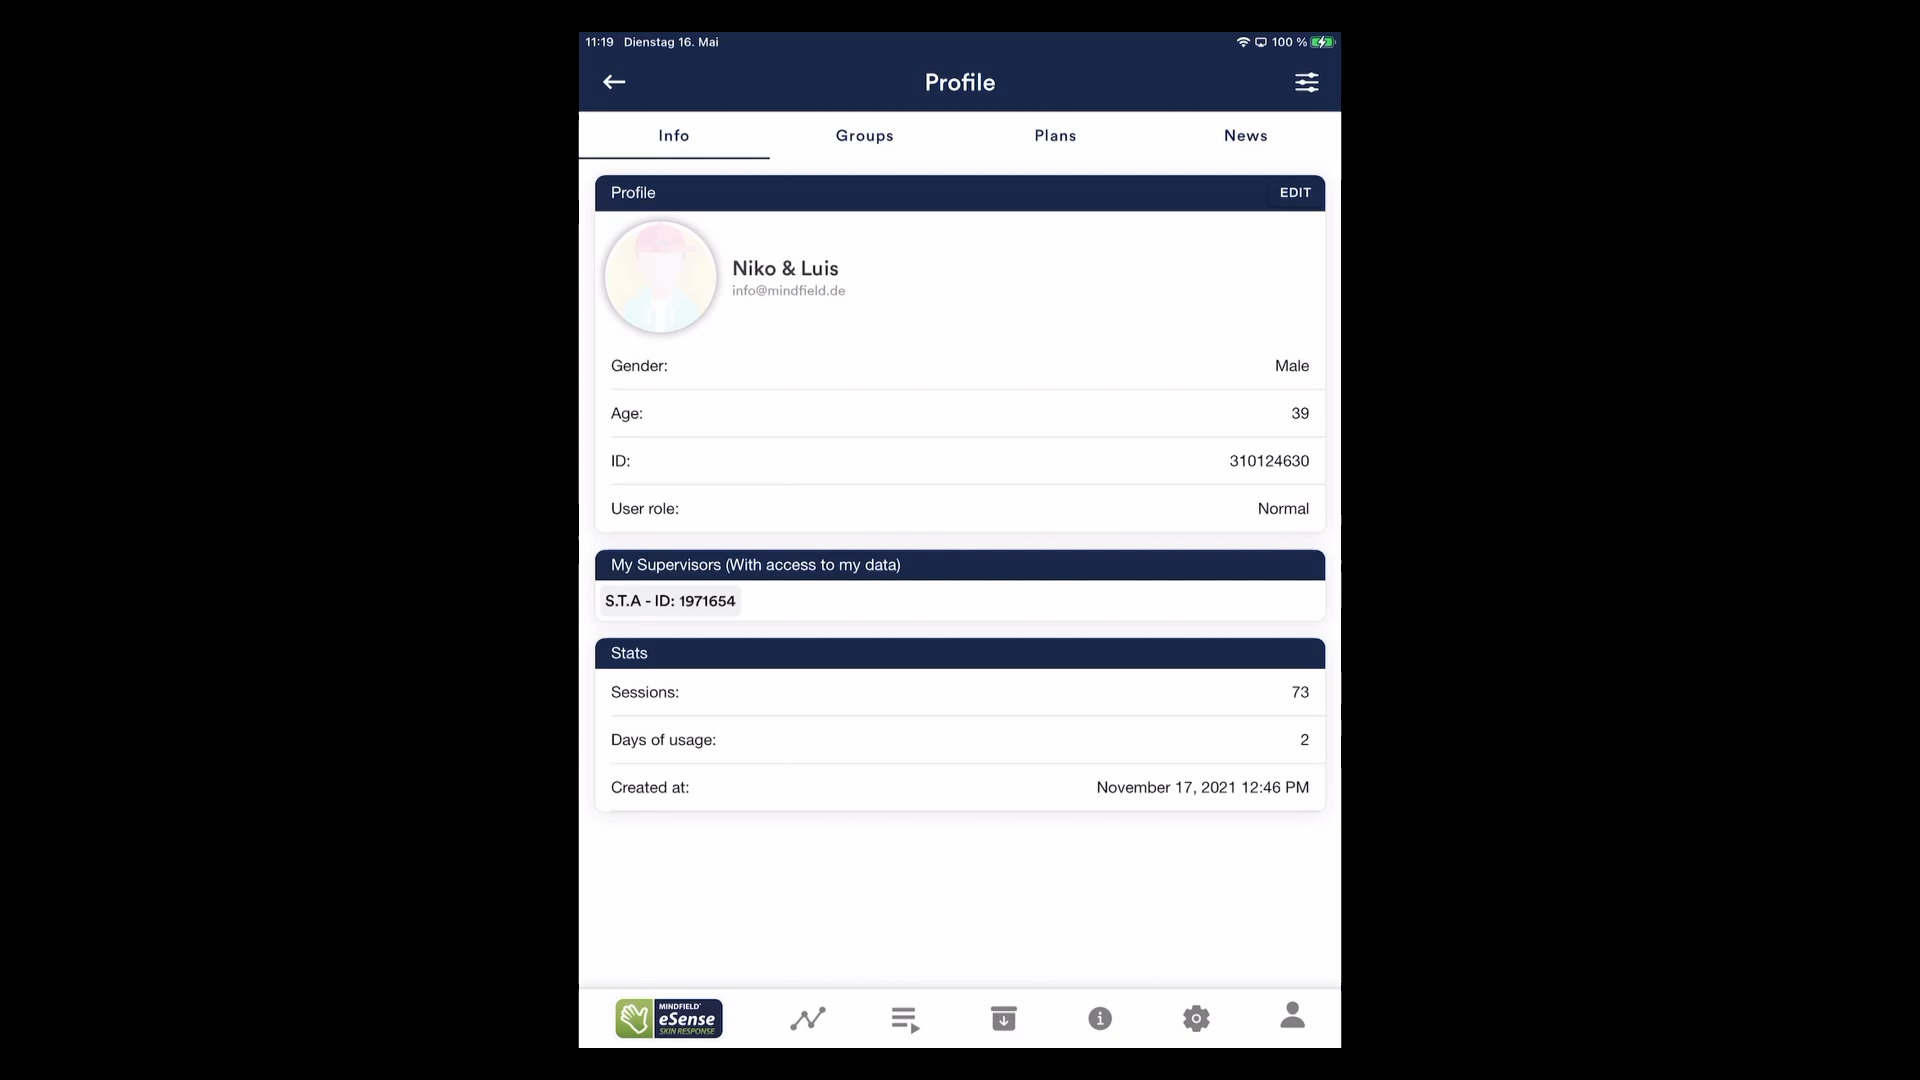 11:19 Dienstag 16. Mai 100 %
Profile
Info Groups Plans News
Profile EDIT
Niko & Luis
info@mindfield.de
Gender: Male
Age: 39
ID: 310124630
User role: Normal
My Supervisors (With access to my data)
S.T.A - ID: 1971654
Stats
Sessions: 73
Days of usage: 2
Created at: November 17, 2021 12:46 PM
MINDFIELD®
eSense
SKIN RESPONSE